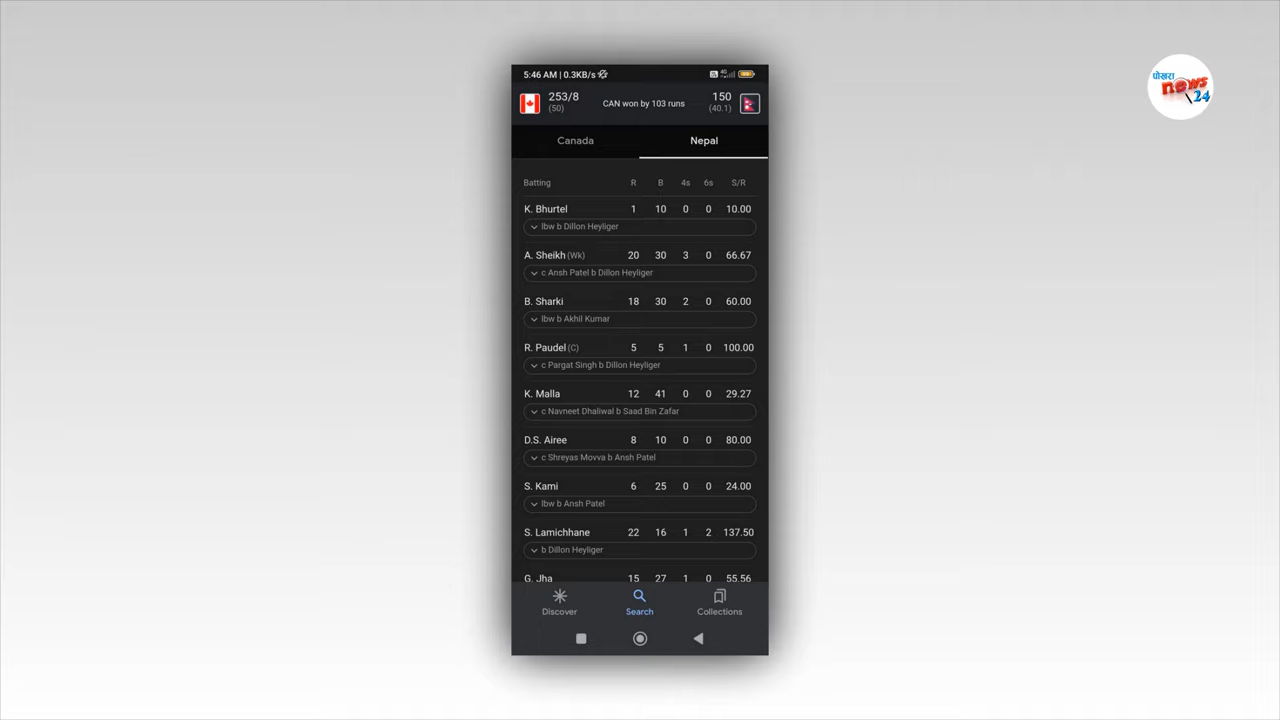 5:46 AM | 0.3KB/s
253/8
(50)
CAN won by 103 runs
150
(40.1)
Canada Nepal
Batting R B 4s 6s S/R
K. Bhurtel 1 10 0 0 10.00
lbw b Dillon Heyliger
A. Sheikh (Wk) 20 30 3 0 66.67
c Ansh Patel b Dillon Heyliger
B. Sharki 18 30 2 0 60.00
lbw b Akhil Kumar
R. Paudel (C) 5 5 1 0 100.00
c Pargat Singh b Dillon Heyliger
K. Malla 12 41 0 0 29.27
c Navneet Dhaliwal b Saad Bin Zafar
D.S. Airee 8 10 0 0 80.00
c Shreyas Movva b Ansh Patel
S. Kami 6 25 0 0 24.00
lbw b Ansh Patel
S. Lamichhane 22 16 1 2 137.50
b Dillon Heyliger
G. Jha 15 27 1 0 55.56
Discover Search Collections
पोखरा
news
24